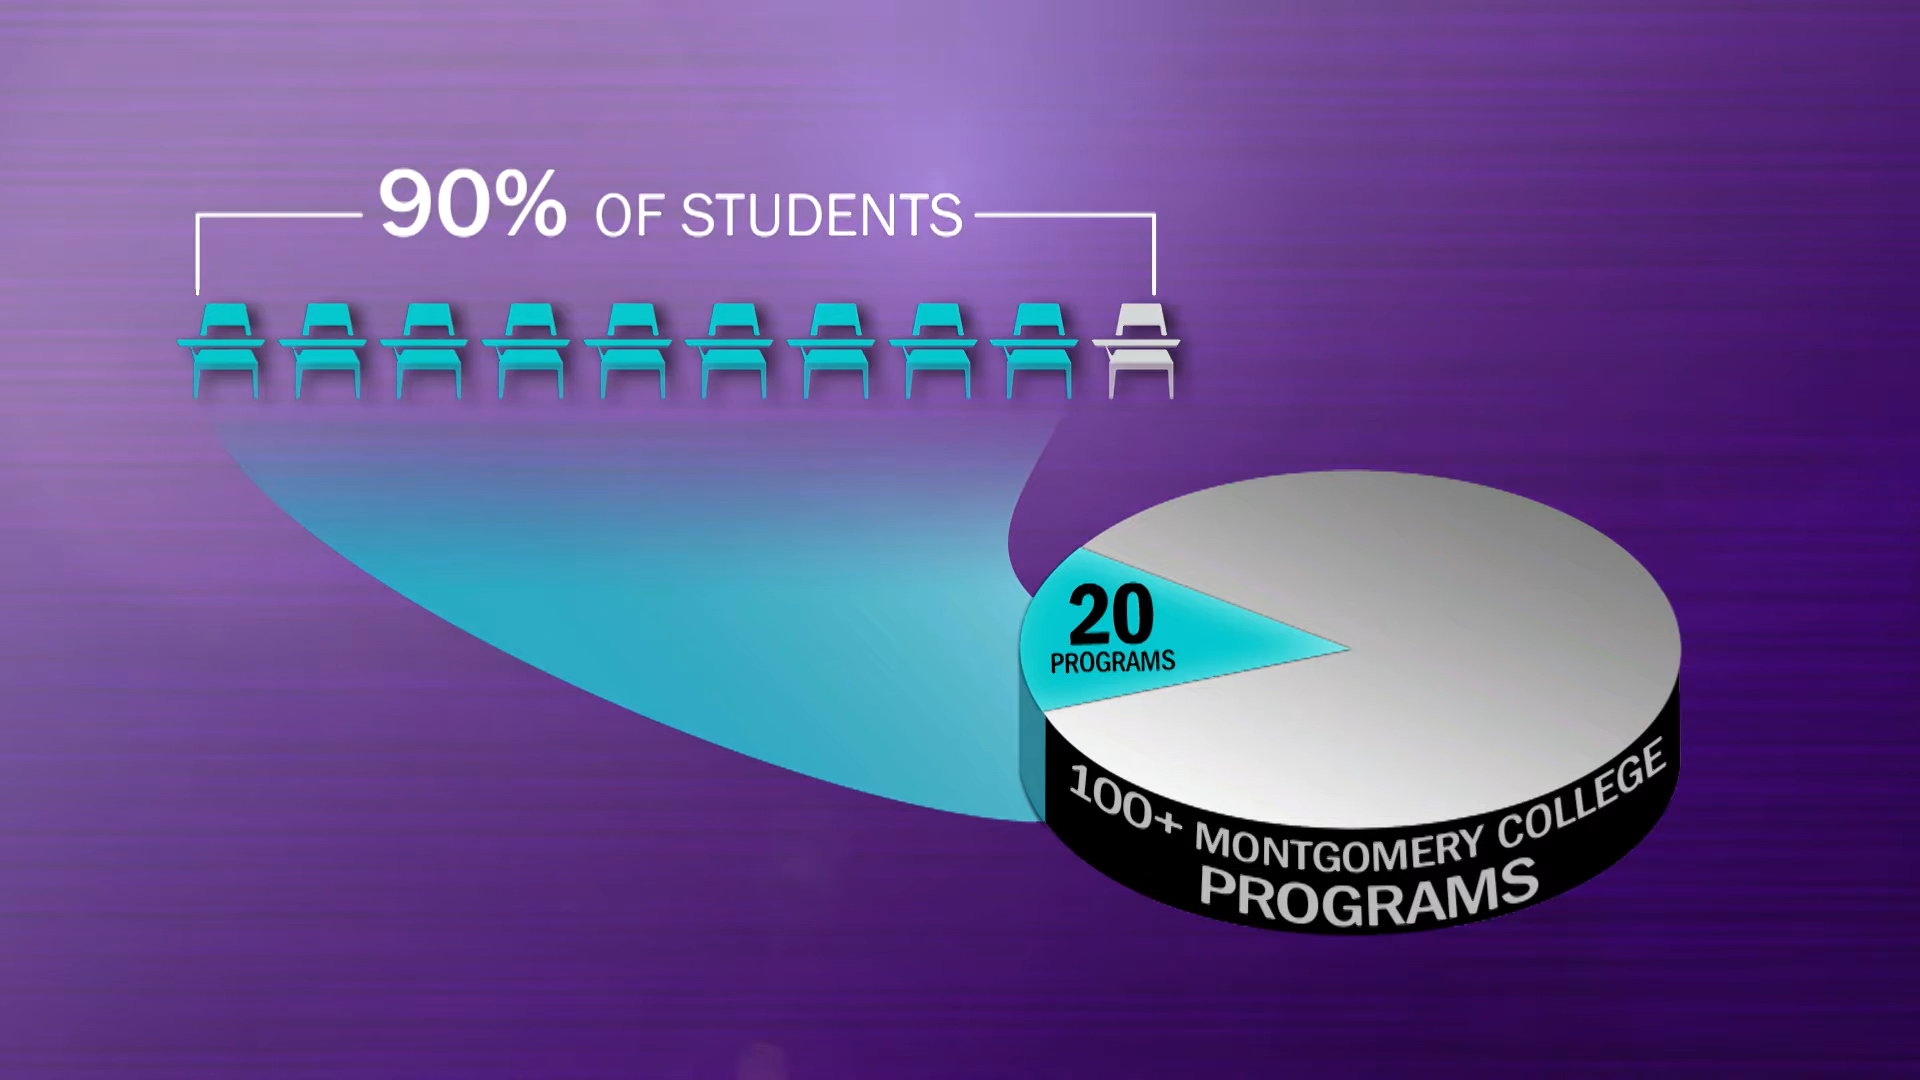 90% OF STUDENTS
20
PROGRAMS
100+ MONTGOMERY COLLEGE
PROGRAMS